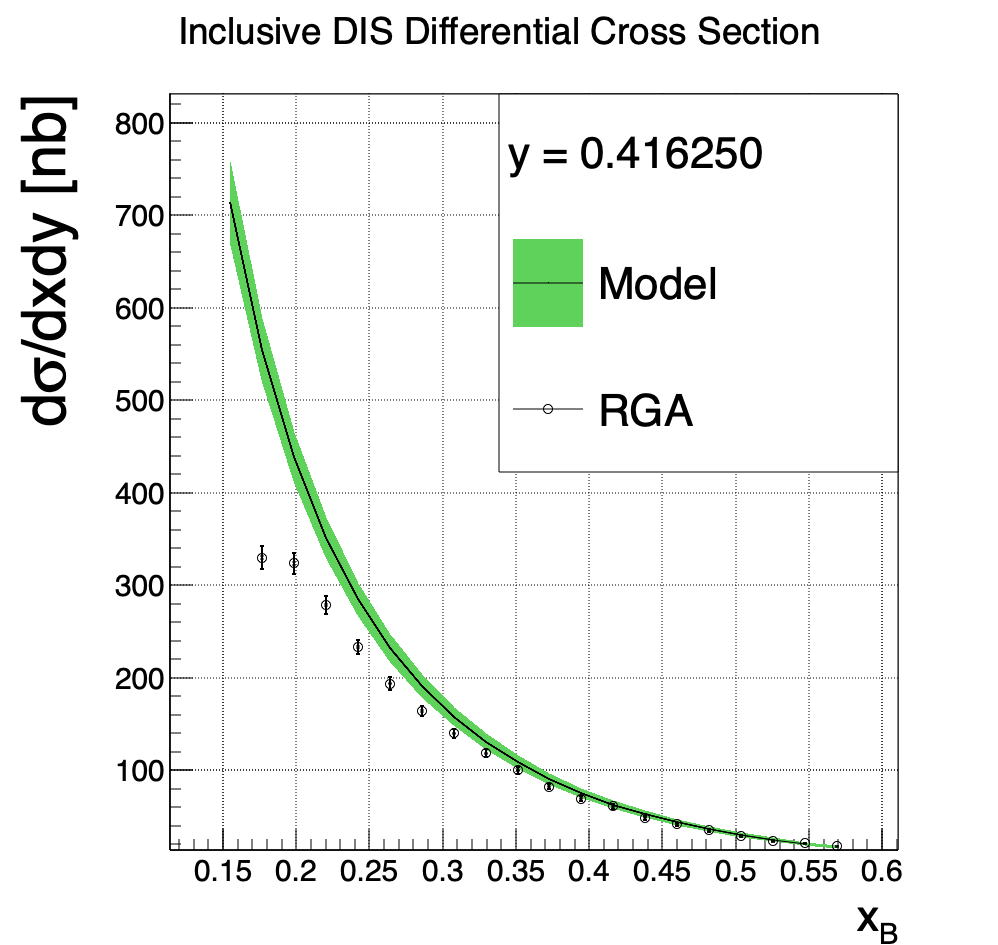 Inclusive DIS Differential Cross Section
dσ/dxdy [nb]
800
700
600
500
400
300
200
100
y = 0.416250
Model
RGA
0.15 0.2 0.25 0.3 0.35 0.4 0.45 0.5 0.55 0.6
x_B